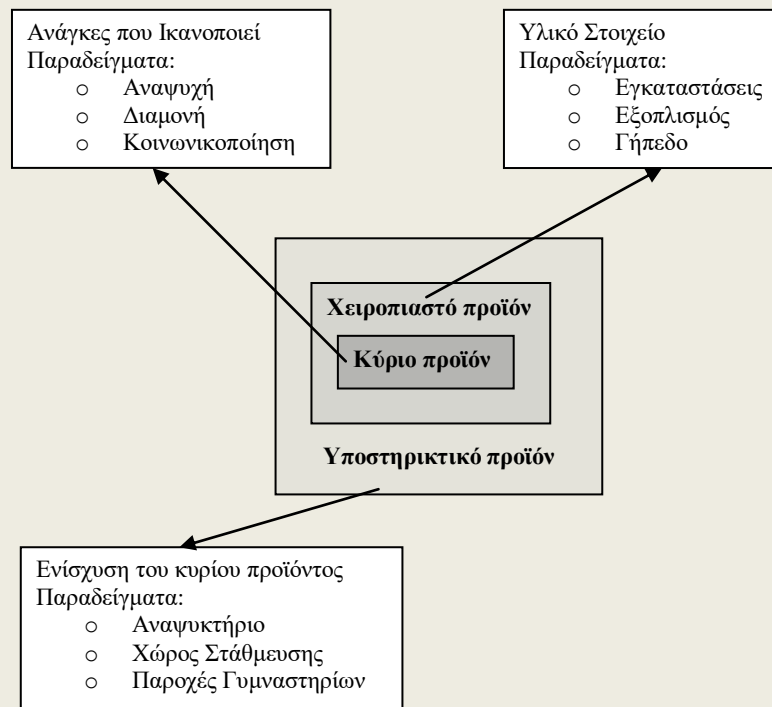 Ανάγκες που Ικανοποιεί
Παραδείγματα:
o Αναψυχή
o Διαμονή
o Κοινωνικοποίηση
Υλικό Στοιχείο
Παραδείγματα:
o Εγκαταστάσεις
o Εξοπλισμός
o Γήπεδο
Χειροπιαστό προϊόν
Κύριο προϊόν
Υποστηρικτικό προϊόν
Ενίσχυση του κυρίου προϊόντος
Παραδείγματα:
o Αναψυκτήριο
o Χώρος Στάθμευσης
o Παροχές Γυμναστηρίων